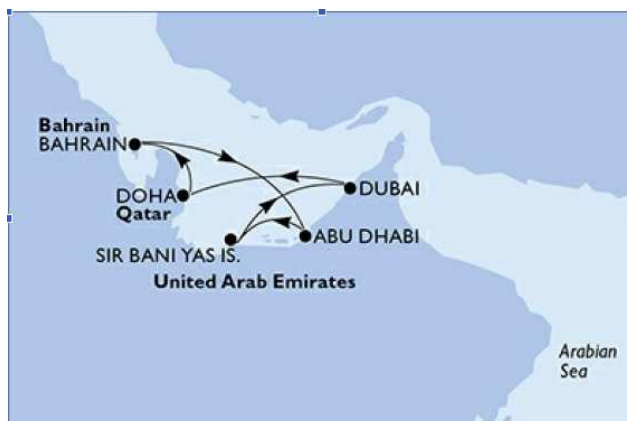 Bahrain
BAHRAIN
DOHA
Qatar
DUBAI
SIR BANI YAS IS.
ABU DHABI
United Arab Emirates
Arabian
Sea